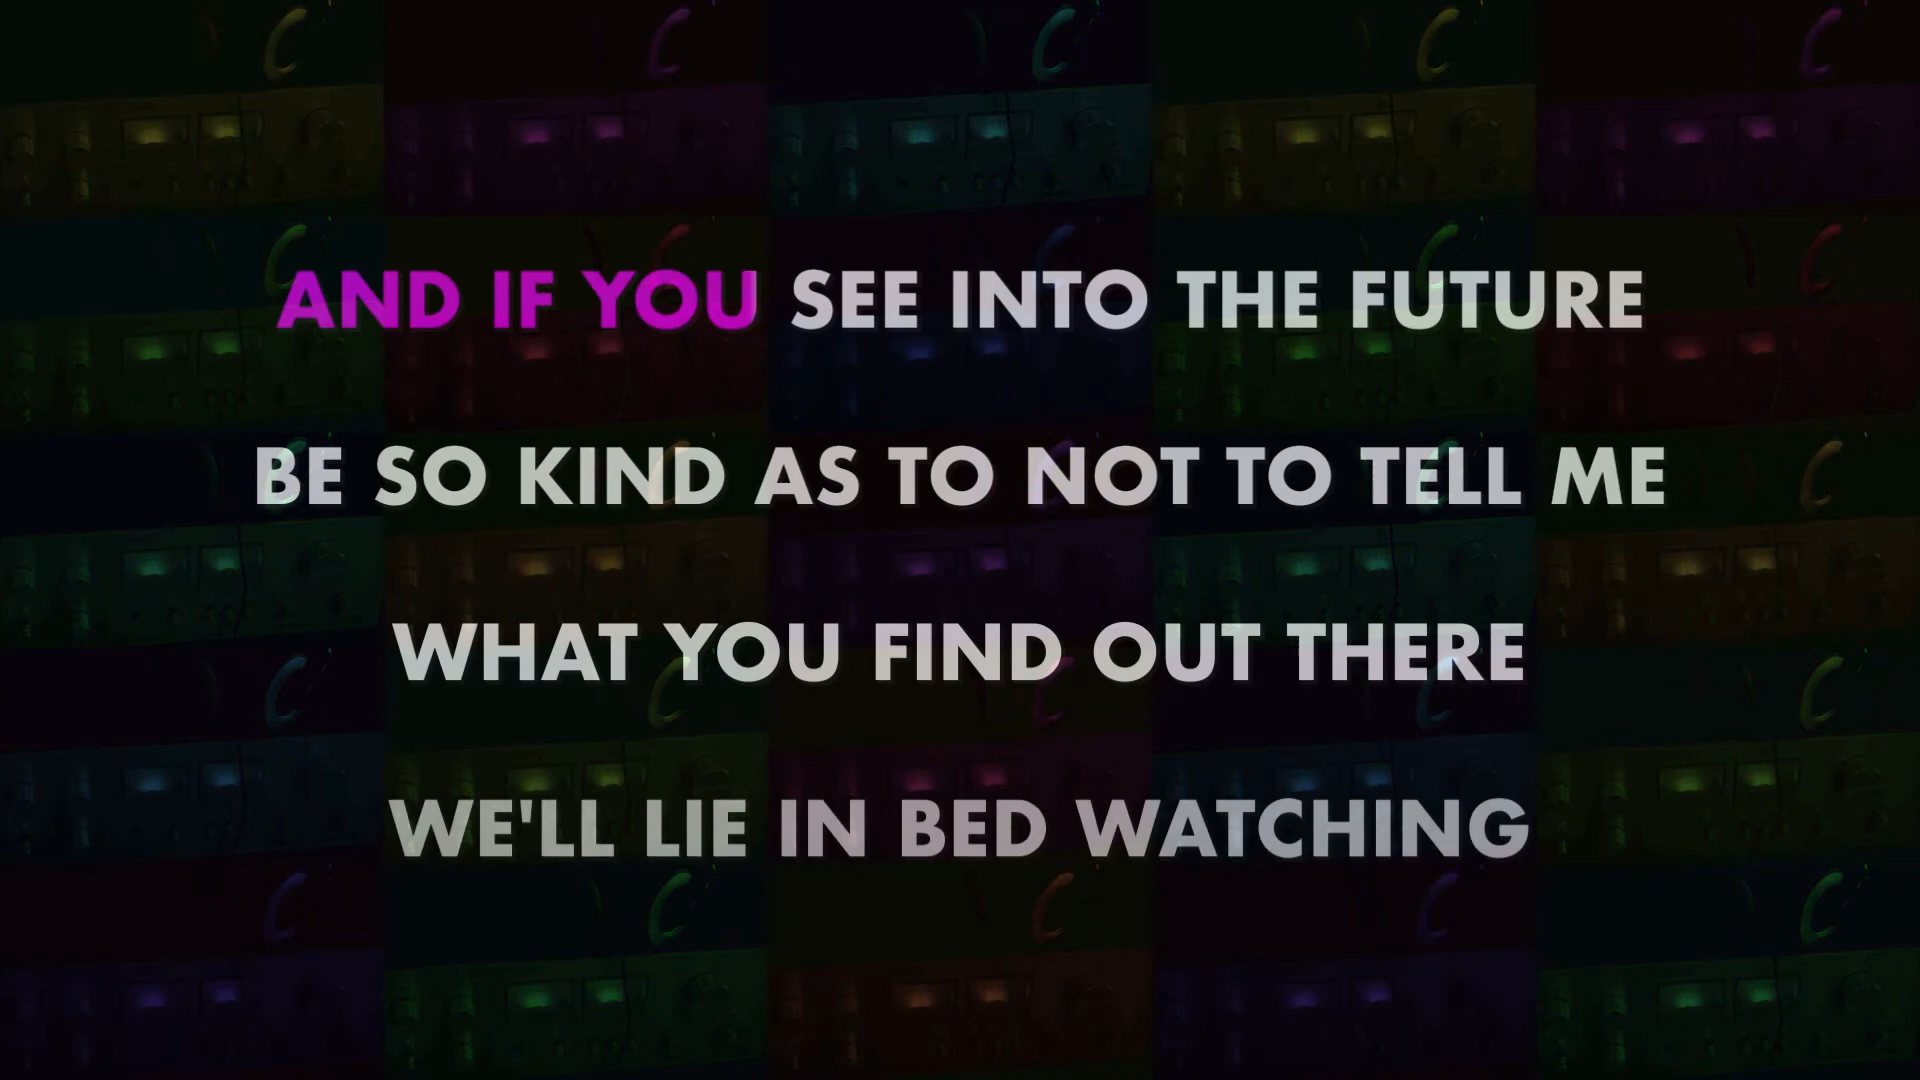 AND IF YOU SEE INTO THE FUTURE
BE SO KIND AS TO NOT TO TELL ME
WHAT YOU FIND OUT THERE
WE'LL LIE IN BED WATCHING